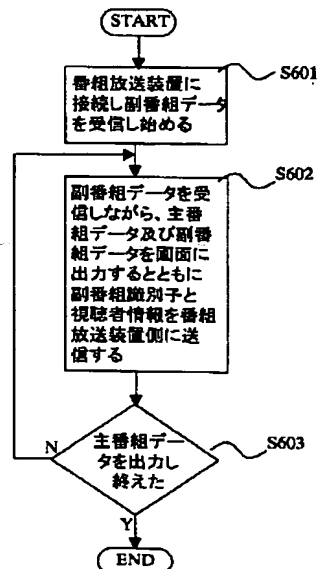 START
番組放送装置に
接続し副番組データ
を受信し始める
S601
S602
副番組データを受
信しながら、主番
組データ及び副番
組データを画面に
出力するとともに
副番組識別子と
視聴者情報を番組
放送装置側に送
信する
主番組デー
タを出力し
終えた
S603
N
Y
END